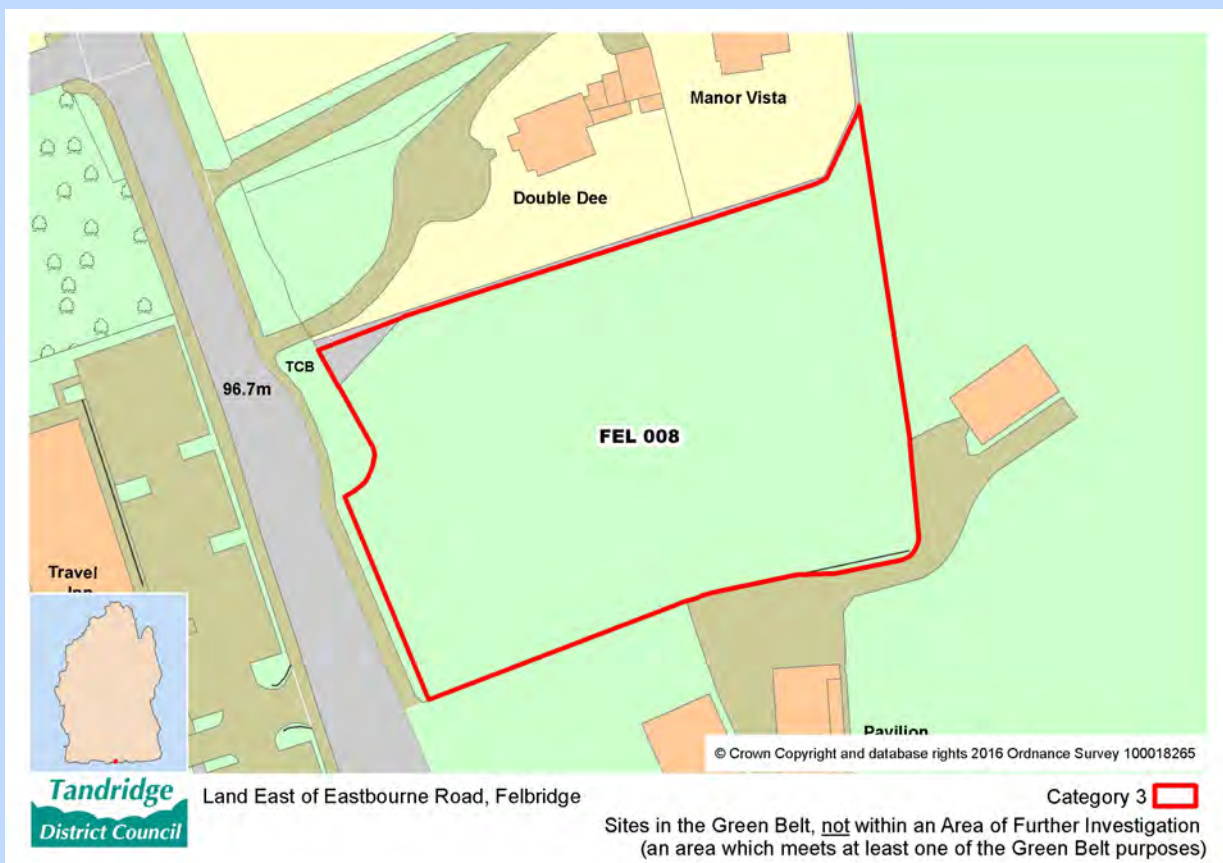 Manor Vista
Double Dee
TCB
96.7m
FEL 008
Travel
Inn
Pavilion
© Crown Copyright and database rights 2016 Ordnance Survey 100018265
Tandridge
District Council
Land East of Eastbourne Road, Felbridge
Category 3
Sites in the Green Belt, not within an Area of Further Investigation
(an area which meets at least one of the Green Belt purposes)